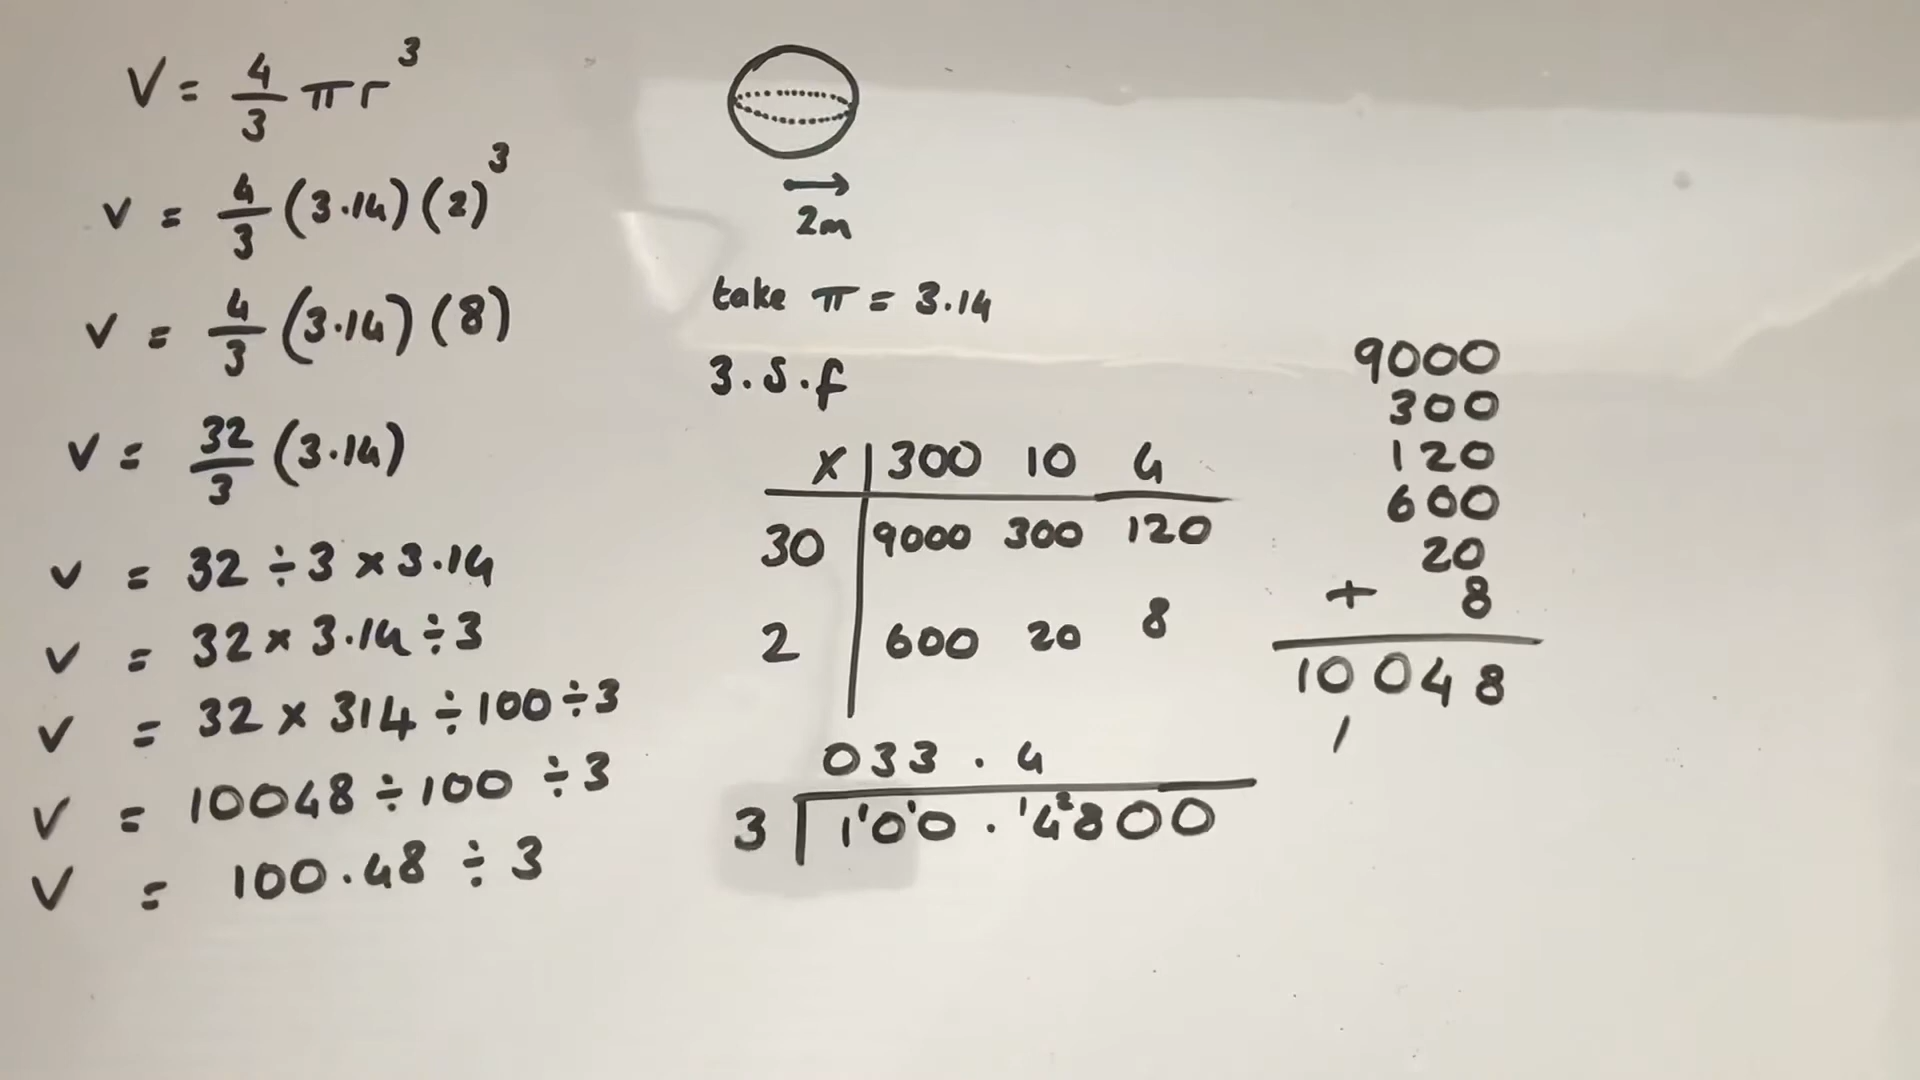 V = 4/3 πr³
V = 4/3 (3.14)(2)³
V = 4/3 (3.14)(8)
V = 32/3 (3.14)
V = 32 ÷ 3 × 3.14
V = 32 × 3.14 ÷ 3
V = 32 × 314 ÷ 100 ÷ 3
V = 10048 ÷ 100 ÷ 3
V = 100.48 ÷ 3
2m
take π = 3.14
3.S.f
× | 300 10 4
30 | 9000 300 120
2 | 600 20 8
9000
300
120
600
20
+ 8
10048
1
033.4
3 | 1¹0¹0.¹4²800